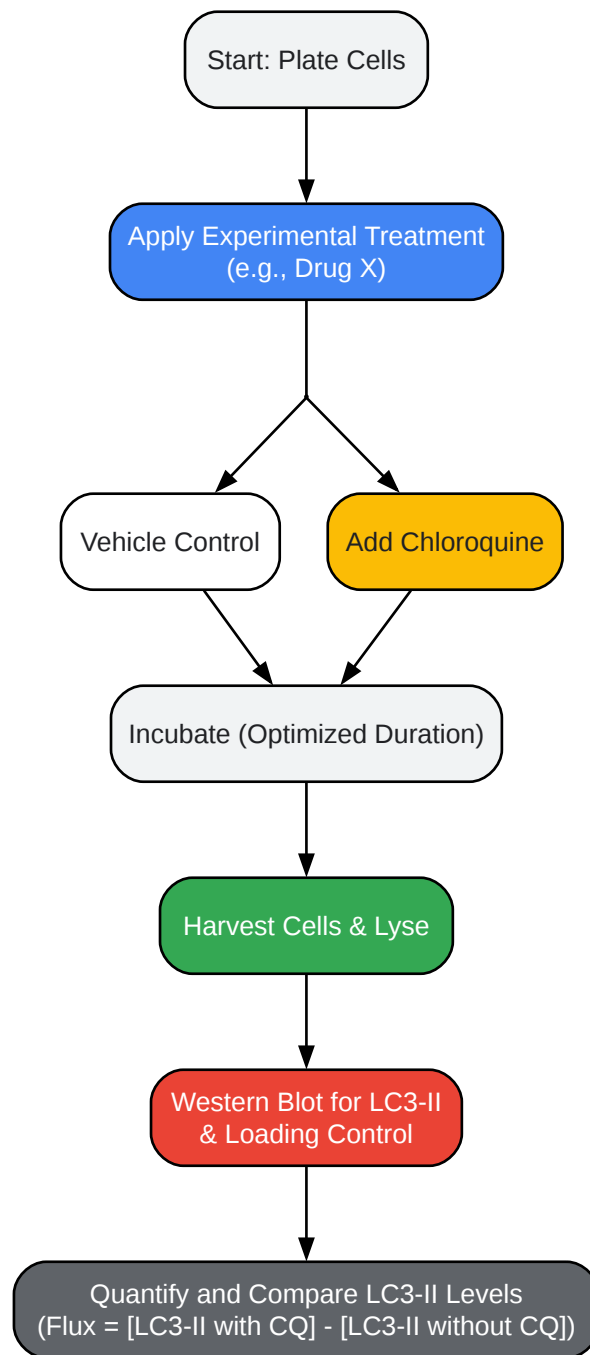 Start: Plate Cells
Apply Experimental Treatment
(e.g., Drug X)
Vehicle Control
Add Chloroquine
Incubate (Optimized Duration)
Harvest Cells & Lyse
Western Blot for LC3-II
& Loading Control
Quantify and Compare LC3-II Levels
(Flux = [LC3-II with CQ] - [LC3-II without CQ])